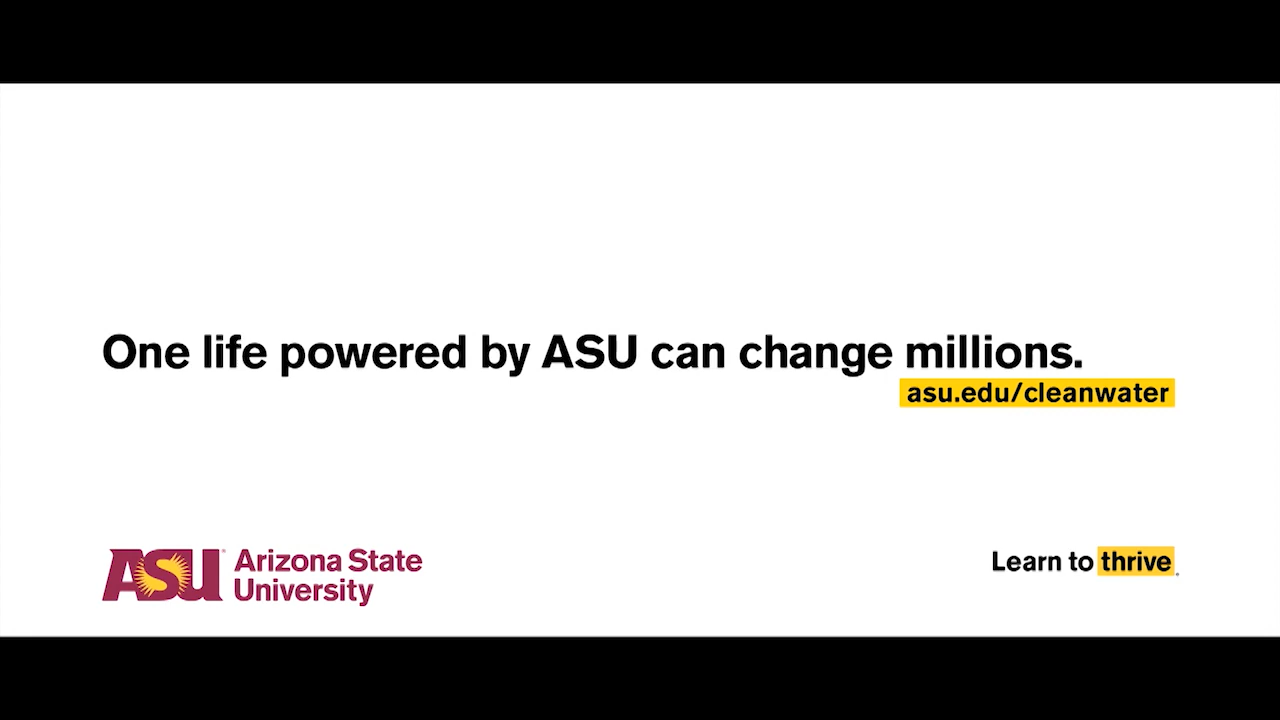 One life powered by ASU can change millions.
asu.edu/cleanwater
ASU Arizona State
University
Learn to thrive